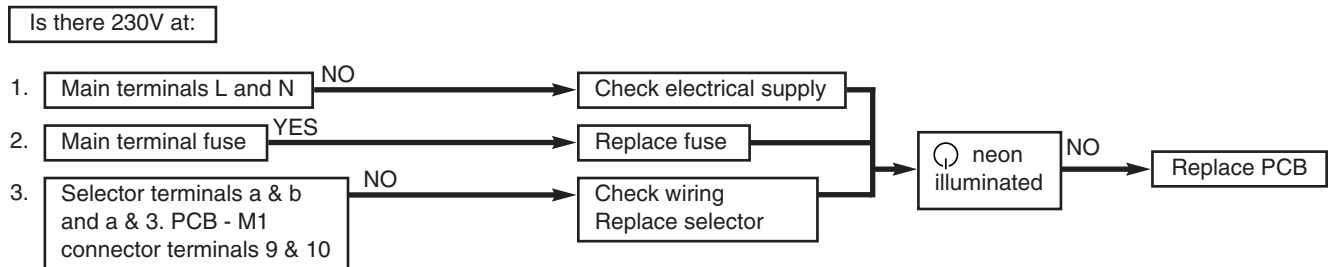 Is there 230V at:
1. Main terminals L and N NO Check electrical supply
2. Main terminal fuse YES Replace fuse
3. Selector terminals a & b
and a & 3. PCB - M1
connector terminals 9 & 10
NO
Check wiring
Replace selector
neon
illuminated
NO
Replace PCB